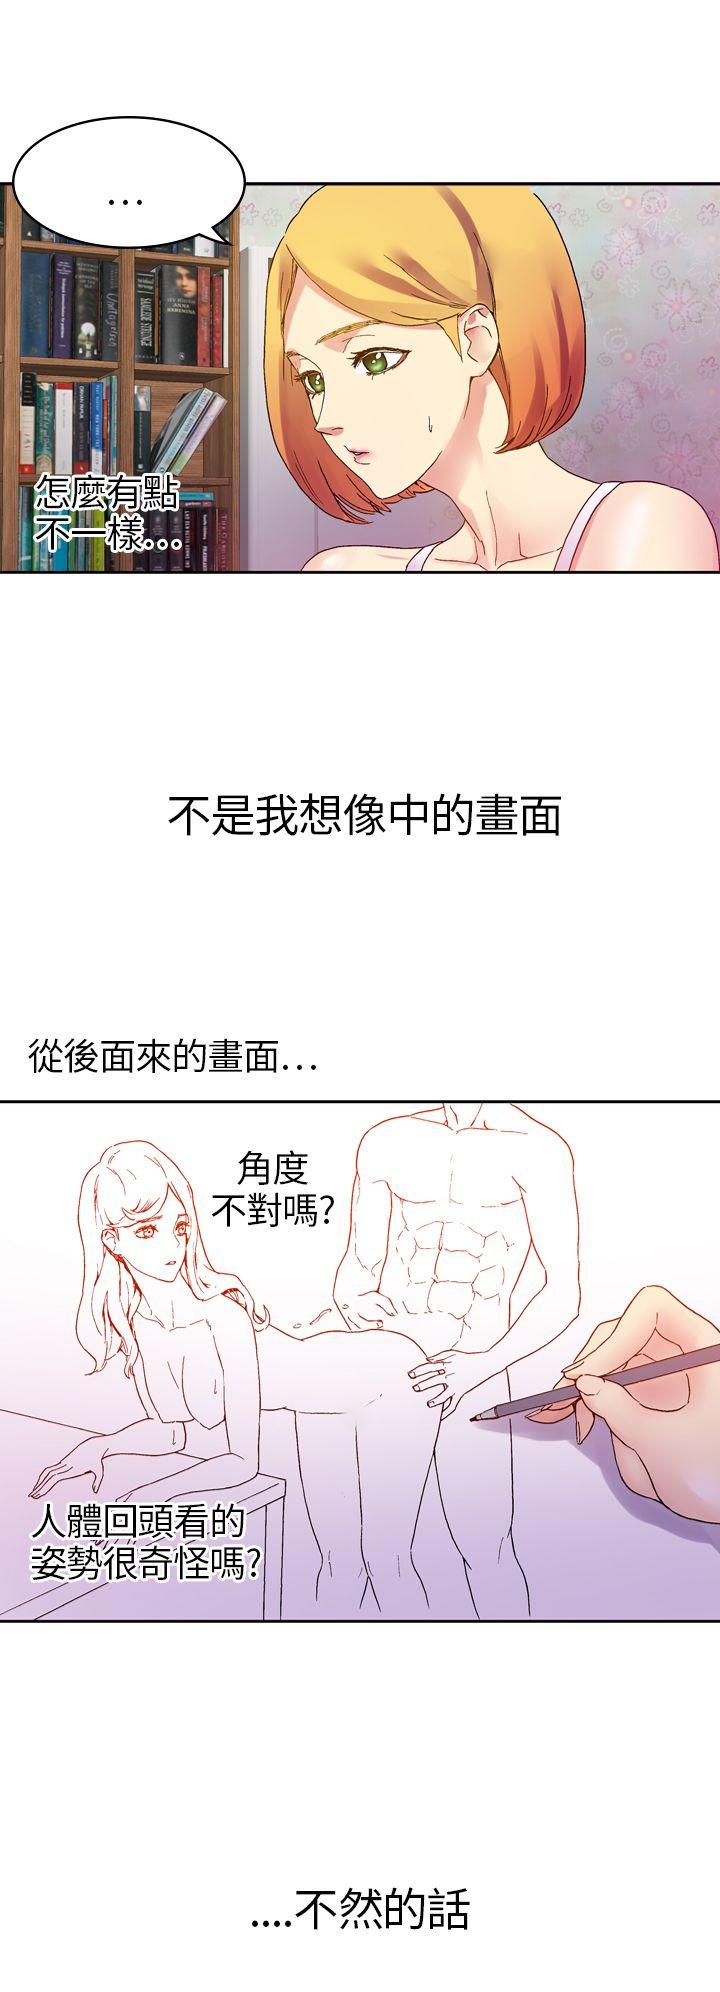 ...
怎麼有點
不一樣...
不是我想像中的畫面
從後面來的畫面...
角度
不對嗎?
人體回頭看的
姿勢很奇怪嗎?
....不然的話